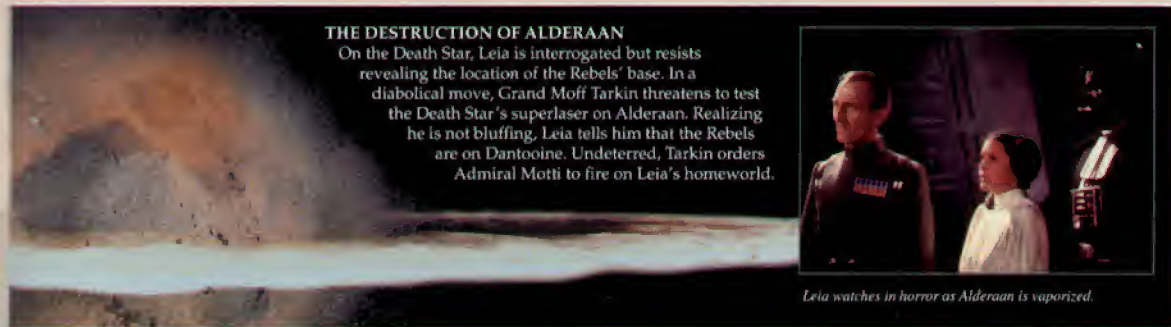 THE DESTRUCTION OF ALDERAAN
On the Death Star, Leia is interrogated but resists
revealing the location of the Rebels' base. In a
diabolical move, Grand Moff Tarkin threatens to test
the Death Star's superlaser on Alderaan. Realizing
he is not bluffing, Leia tells him that the Rebels
are on Dantooine. Undeterred, Tarkin orders
Admiral Motti to fire on Leia's homeworld.
Leia watches in horror as Alderaan is vaporized.